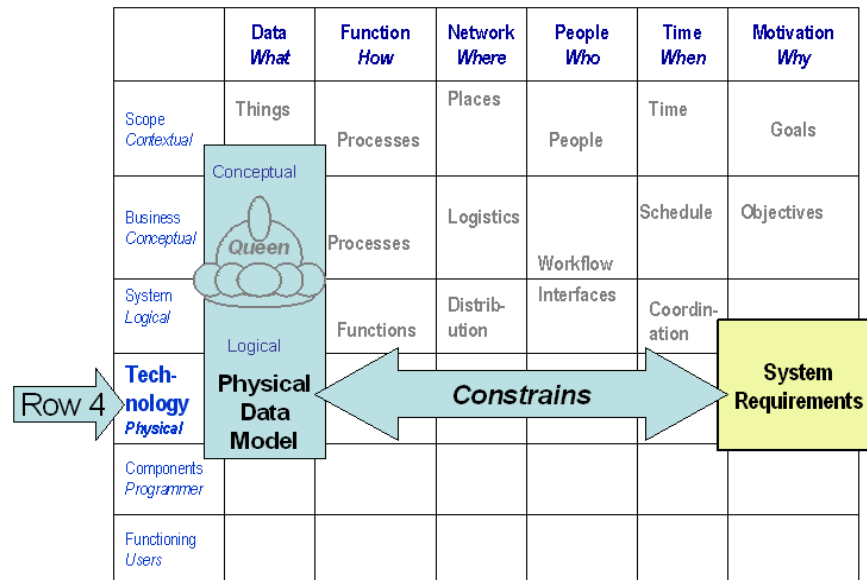 Data
What
Function
How
Network
Where
People
Who
Time
When
Motivation
Why
Scope
Contextual
Things
Processes
Places
People
Time
Goals
Conceptual
Business
Conceptual
Queen
Processes
Logistics
Workflow
Schedule
Objectives
System
Logical
Logical
Functions
Distrib-
ution
Interfaces
Coordin-
ation
Row 4
Tech-
nology
Physical
Physical
Data
Model
Constrains
System
Requirements
Components
Programmer
Functioning
Users